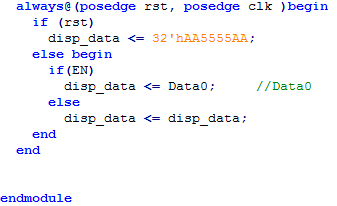 always@(posedge rst, posedge clk )begin
if (rst)
disp_data <= 32'hAA5555AA;
else begin
if(EN)
disp_data <= Data0; //Data0
else
disp_data <= disp_data;
end
end
endmodule